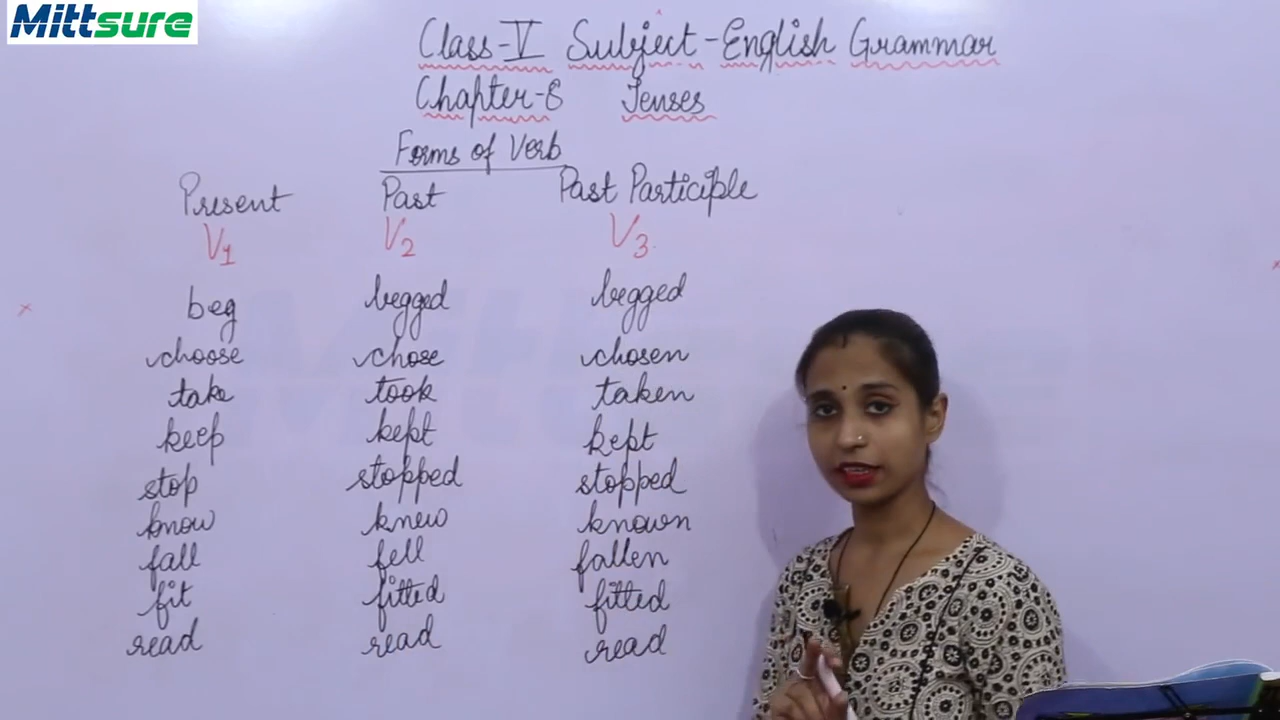 Mittsure
Class-V Subject-English Grammar
Chapter-8 Tenses
Forms of Verb
Present Past Past Participle
V1 V2 V3
beg begged begged
choose chose chosen
take took taken
keep kept kept
stop stopped stopped
know knew known
fall fell fallen
fit fitted fitted
read read read